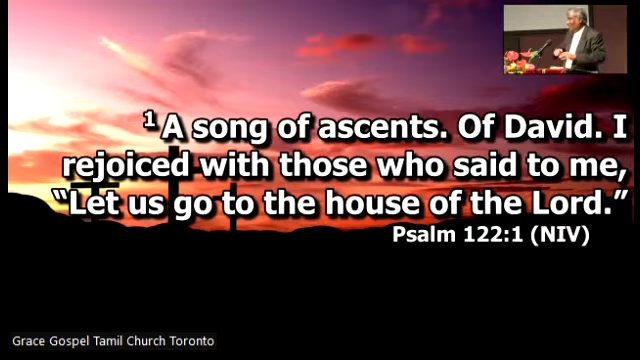 ¹ A song of ascents. Of David. I
rejoiced with those who said to me,
“Let us go to the house of the Lord.”
Psalm 122:1 (NIV)
Grace Gospel Tamil Church Toronto